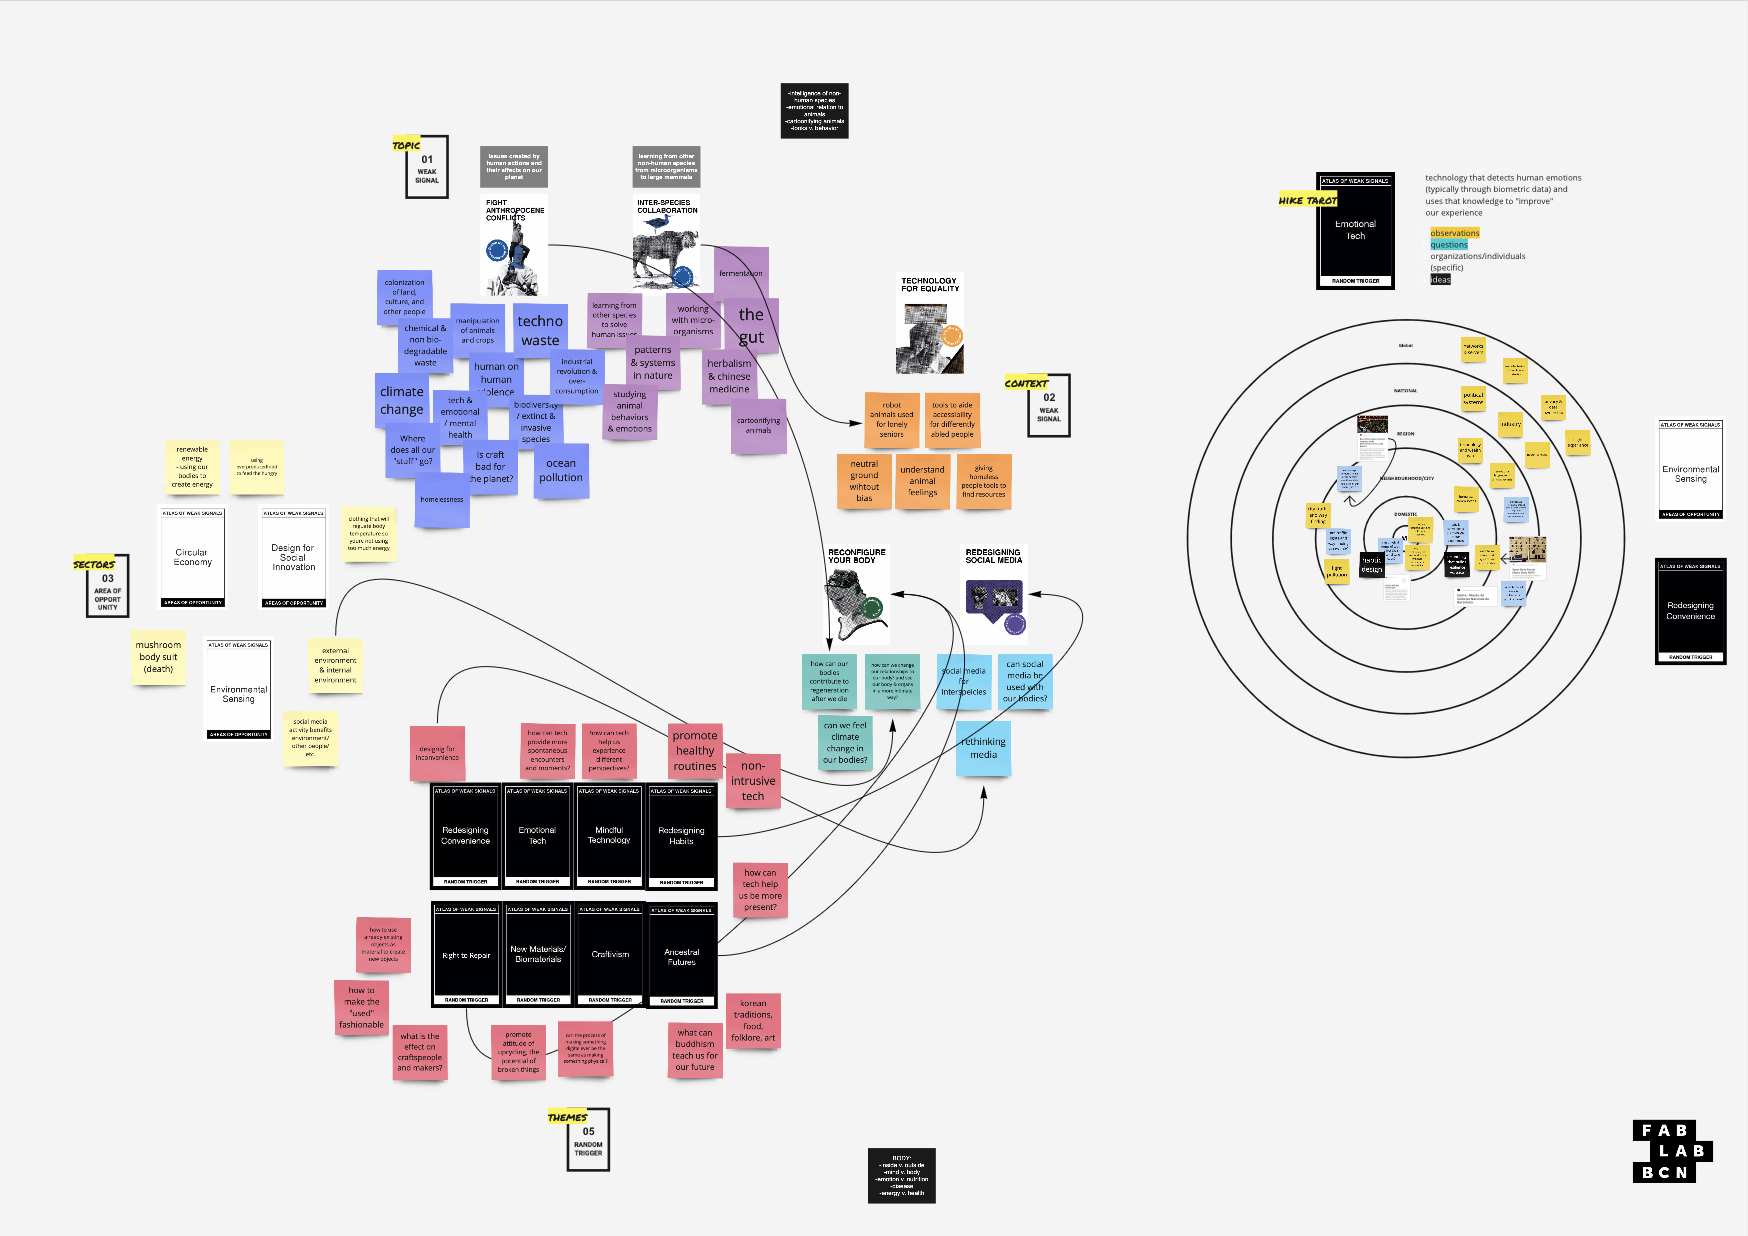 -intelligence of non-
human species
-emotional relation to
animals
-cartoonifying animals
-looks v. behavior
TOPIC
01
WEAK
SIGNAL
issues created by
human actions and
their effects on our
planet
learning from other
non-human species
from microorganisms
to large mammals
FIGHT
ANTHROPOCENE
CONFLICTS
INTER-SPECIES
COLLABORATION
colonization
of land,
culture, and
other people
chemical &
non bio-
degradable
waste
manipulation
of animals
and crops
techno
waste
human on
human
violence
industrial
revolution &
over-
consumption
climate
change
tech &
emotional
/ mental
health
biodiversity
/ extinct &
invasive
species
Where
does all our
"stuff" go?
is craft
bad for
the planet?
ocean
pollution
homelessness
fermentation
learning from
other species
to solve
human issues
working
with micro-
organisms
the
gut
patterns
& systems
in nature
herbalism
& chinese
medicine
studying
animal
behaviors
& emotions
cartoonifying
animals
TECHNOLOGY
FOR EQUALITY
CONTEXT
02
WEAK
SIGNAL
robot
animals used
for lonely
seniors
tools to aide
accessiblity
for differently
abled people
neutral
ground
wihtout
bias
understand
animal
feelings
giving
homeless
people tools to
find resources
RECONFIGURE
YOUR BODY
REDESIGNING
SOCIAL MEDIA
how can our
bodies
contribute to
regeneration
after we die
how can we change
our relationships to
our body? and see
our body & organs
in a more intimate
way?
can we feel
climate
change in
our bodies?
social media
for
interspeicies
can social
media be
used with
our bodies?
rethinking
media
renewable
energy
- using our
bodies to
create energy
using
overproduced food
to feed the hungry
ATLAS OF WEAK SIGNALS
Circular
Economy
AREAS OF OPPORTUNITY
ATLAS OF WEAK SIGNALS
Design for
Social
Innovation
AREAS OF OPPORTUNITY
clothing that will
regulate body
temperature so
youre not using
too much energy
SECTORS
03
AREA OF
OPPORT
UNITY
mushroom
body suit
(death)
ATLAS OF WEAK SIGNALS
Environmental
Sensing
AREAS OF OPPORTUNITY
external
environment
& internal
environment
social media
activity benefits
environment/
other people/
etc.
designig for
inconvenience
how can tech
provide more
spontaneous
encounters
and moments?
how can tech
help us
experience
different
perspectives?
promote
healthy
routines
non-
intrusive
tech
ATLAS OF WEAK SIGNALS
Redesigning
Convenience
RANDOM TRIGGER
ATLAS OF WEAK SIGNALS
Emotional
Tech
RANDOM TRIGGER
ATLAS OF WEAK SIGNALS
Mindful
Technology
RANDOM TRIGGER
ATLAS OF WEAK SIGNALS
Redesigning
Habits
RANDOM TRIGGER
how can
tech help
us be more
present?
ATLAS OF WEAK SIGNALS
Right to Repair
RANDOM TRIGGER
ATLAS OF WEAK SIGNALS
New Materials/
Biomaterials
RANDOM TRIGGER
ATLAS OF WEAK SIGNALS
Craftivism
RANDOM TRIGGER
ATLAS OF WEAK SIGNALS
Ancestral
Futures
RANDOM TRIGGER
how to use
already existing
objects as
material to create
new objects
how to
make the
"used"
fashionable
what is the
effect on
craftspeople
and makers?
promote
attitude of
upcycling, the
potential of
broken things
can the process of
making something
digital ever be the
same as making
something physical?
what can
buddhism
teach us for
our future
korean
traditions,
food,
folklore, art
THEMES
05
RANDOM
TRIGGER
BODY:
-inside v. outside
-mind v. body
-emotion v. nutrition
-disease
-energy v. health
HIKE TAROT
ATLAS OF WEAK SIGNALS
Emotional
Tech
RANDOM TRIGGER
technology that detects human emotions
(typically through biometric data) and
uses that knowledge to "improve"
our experience
observations
questions
organizations/individuals
(specific)
ideas
Global
NATIONAL
REGION
NEIGHBOURHOOD/CITY
DOMESTIC
networks
& servers
political
systems
industry
light
pollution
haptic
design
ATLAS OF WEAK SIGNALS
Environmental
Sensing
AREAS OF OPPORTUNITY
ATLAS OF WEAK SIGNALS
Redesigning
Convenience
RANDOM TRIGGER
FAB
LAB
BCN